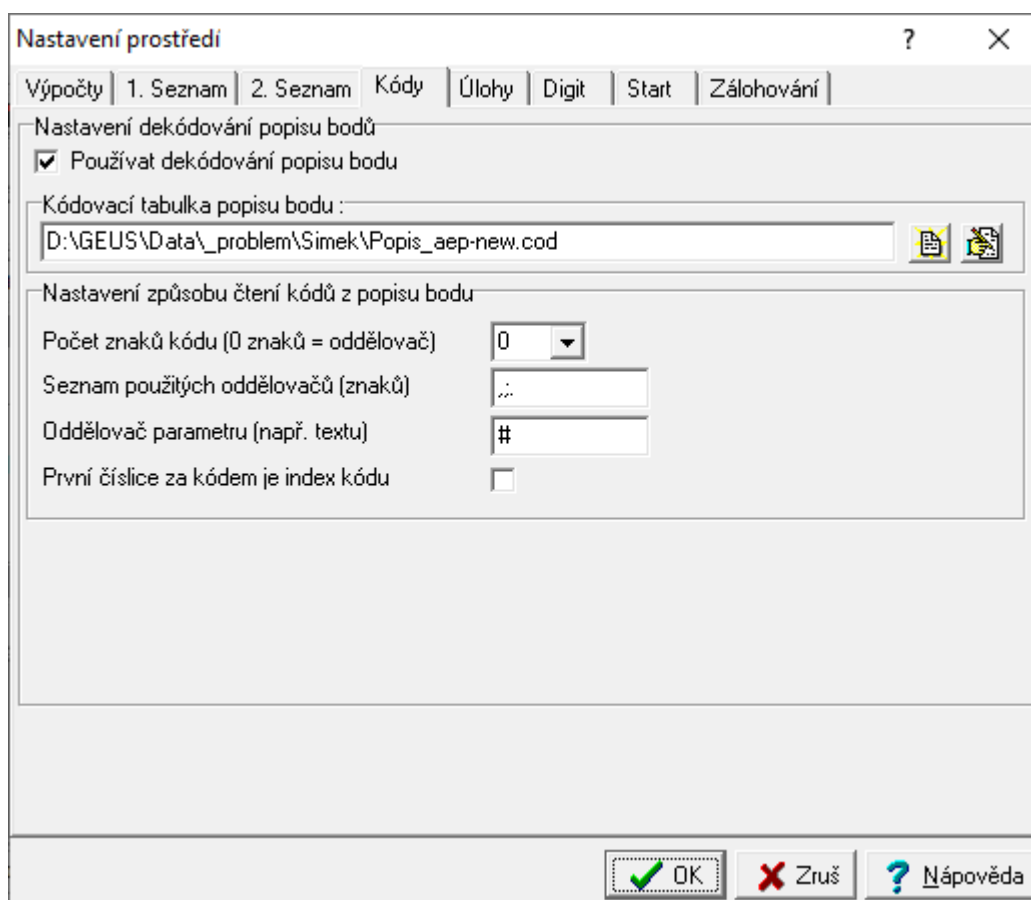 Nastavení prostředí
Výpočty 1. Seznam 2. Seznam Kódy Úlohy Digit Start Zálohování
Nastavení dekódování popisu bodů
Používat dekódování popisu bodu
Kódovací tabulka popisu bodu :
D:\GEUS\Data\_problem\Simek\Popis_aep-new.cod
Nastavení způsobu čtení kódů z popisu bodu
Počet znaků kódu (0 znaků = oddělovač) 0
Seznam použitých oddělovačů (znaků) ,;.
Oddělovač parametru (např. textu) #
První číslice za kódem je index kódu
OK Zruš Nápověda